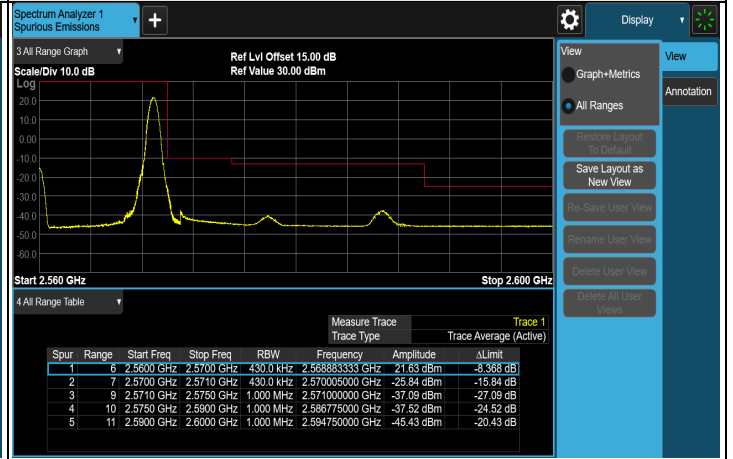 Spectrum Analyzer 1
Spurious Emissions
Display
3 All Range Graph
Ref Lvl Offset 15.00 dB
Scale/Div 10.0 dB
Ref Value 30.00 dBm
Log
20.0
10.0
0.00
-10.0
-20.0
-30.0
-40.0
-50.0
-60.0
Start 2.560 GHz
Stop 2.600 GHz
View
Graph+Metrics
All Ranges
Restore Layout
To Default
Save Layout as
New View
Re-Save User View
Rename User View
Delete User View
Delete All User
Views
View
Annotation
4 All Range Table
Measure Trace Trace 1
Trace Type Trace Average (Active)
Spur Range Start Freq Stop Freq RBW Frequency Amplitude ΔLimit
1 6 2.5600 GHz 2.5700 GHz 430.0 kHz 2.568883333 GHz 21.63 dBm -8.368 dB
2 7 2.5700 GHz 2.5710 GHz 430.0 kHz 2.570005000 GHz -25.84 dBm -15.84 dB
3 9 2.5710 GHz 2.5750 GHz 1.000 MHz 2.571000000 GHz -37.09 dBm -27.09 dB
4 10 2.5750 GHz 2.5900 GHz 1.000 MHz 2.586775000 GHz -37.52 dBm -24.52 dB
5 11 2.5900 GHz 2.6000 GHz 1.000 MHz 2.594750000 GHz -45.43 dBm -20.43 dB